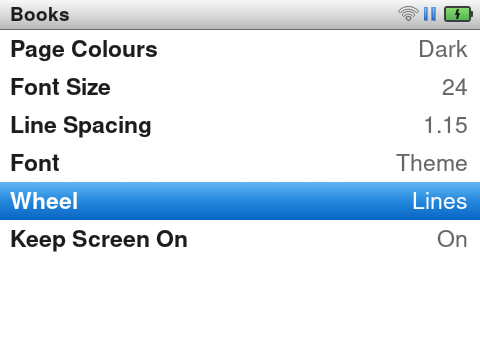 Books
Page Colours Dark
Font Size 24
Line Spacing 1.15
Font Theme
Wheel Lines
Keep Screen On On